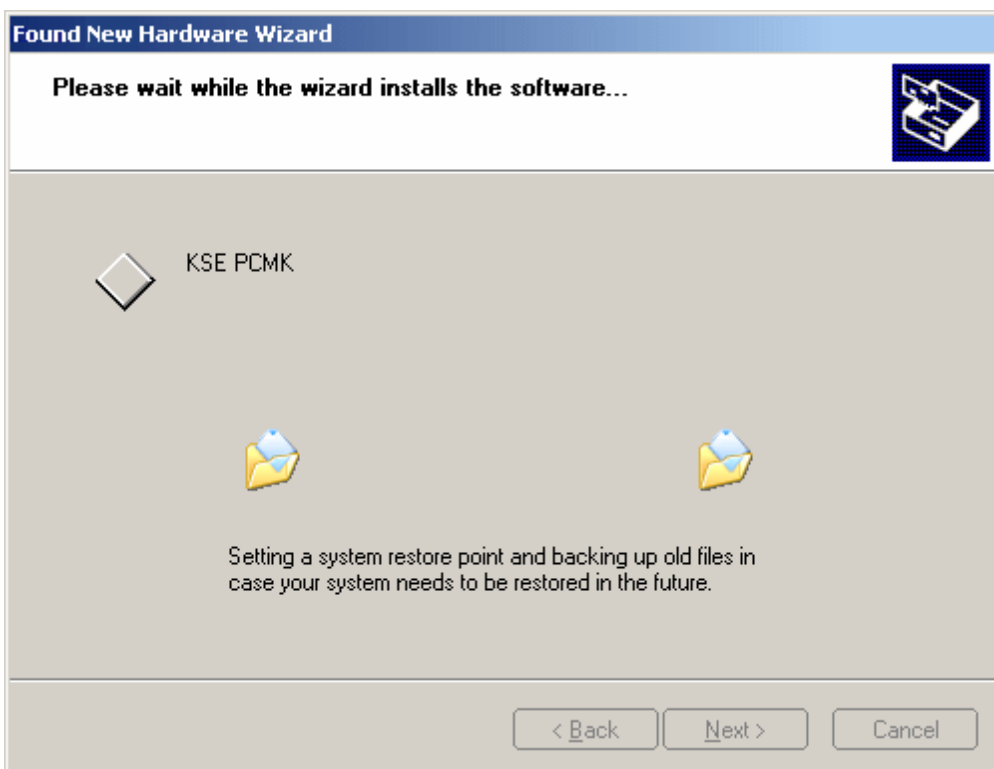 Found New Hardware Wizard
Please wait while the wizard installs the software...
KSE PCMK
Setting a system restore point and backing up old files in
case your system needs to be restored in the future.
< Back
Next >
Cancel